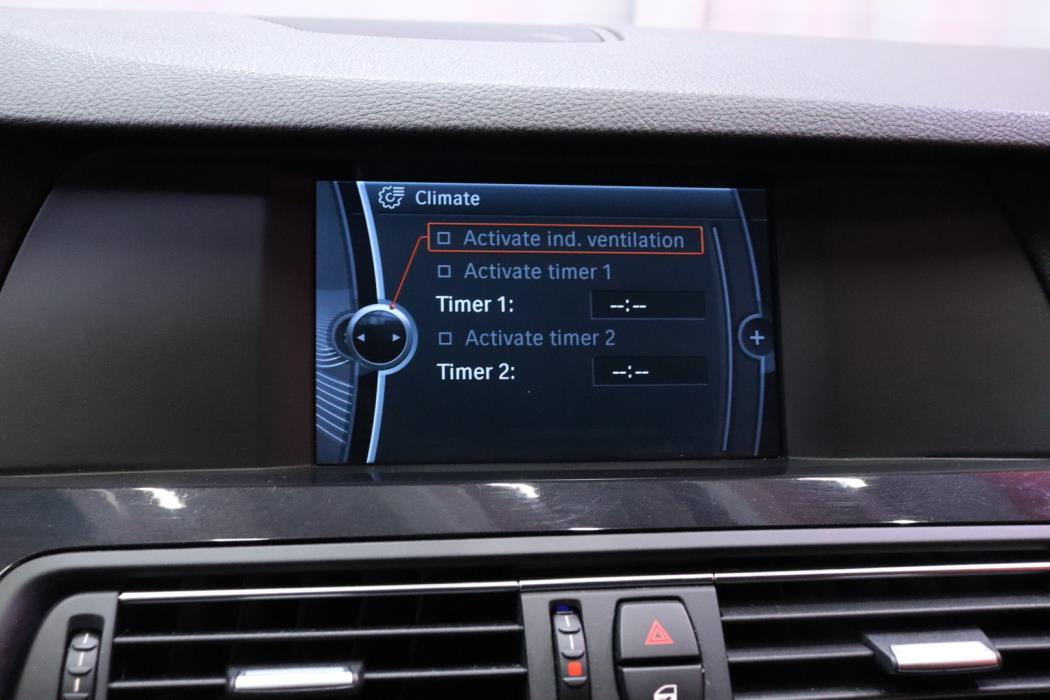 Climate
Activate ind. ventilation
Activate timer 1
Timer 1: --:--
Activate timer 2
Timer 2: --:--